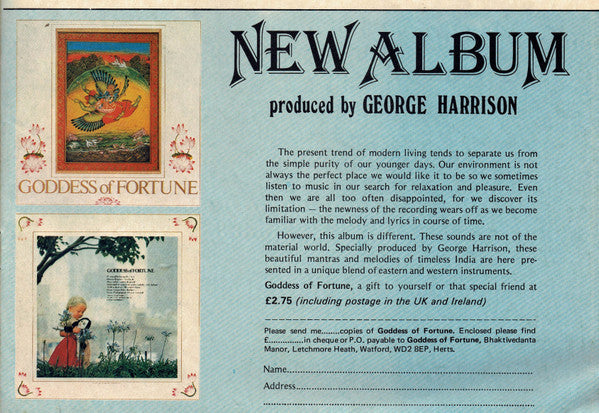 NEW ALBUM
produced by GEORGE HARRISON
GODDESS of FORTUNE
GODDESS of FORTUNE
The present trend of modern living tends to separate us from
the simple purity of our younger days. Our environment is not
always the perfect place we would like it to be so we sometimes
listen to music in our search for relaxation and pleasure. Even
then we are all too often disappointed, for we discover its
limitation — the newness of the recording wears off as we become
familiar with the melody and lyrics in course of time.
However, this album is different. These sounds are not of the
material world. Specially produced by George Harrison, these
beautiful mantras and melodies of timeless India are here pre-
sented in a unique blend of eastern and western instruments.
Goddess of Fortune, a gift to yourself or that special friend at
£2.75 (including postage in the UK and Ireland)
Please send me........copies of Goddess of Fortune. Enclosed please find
£...............in cheque or P.O. payable to Goddess of Fortune, Bhaktivedanta
Manor, Letchmore Heath, Watford, WD2 8EP, Herts.
Name
Address